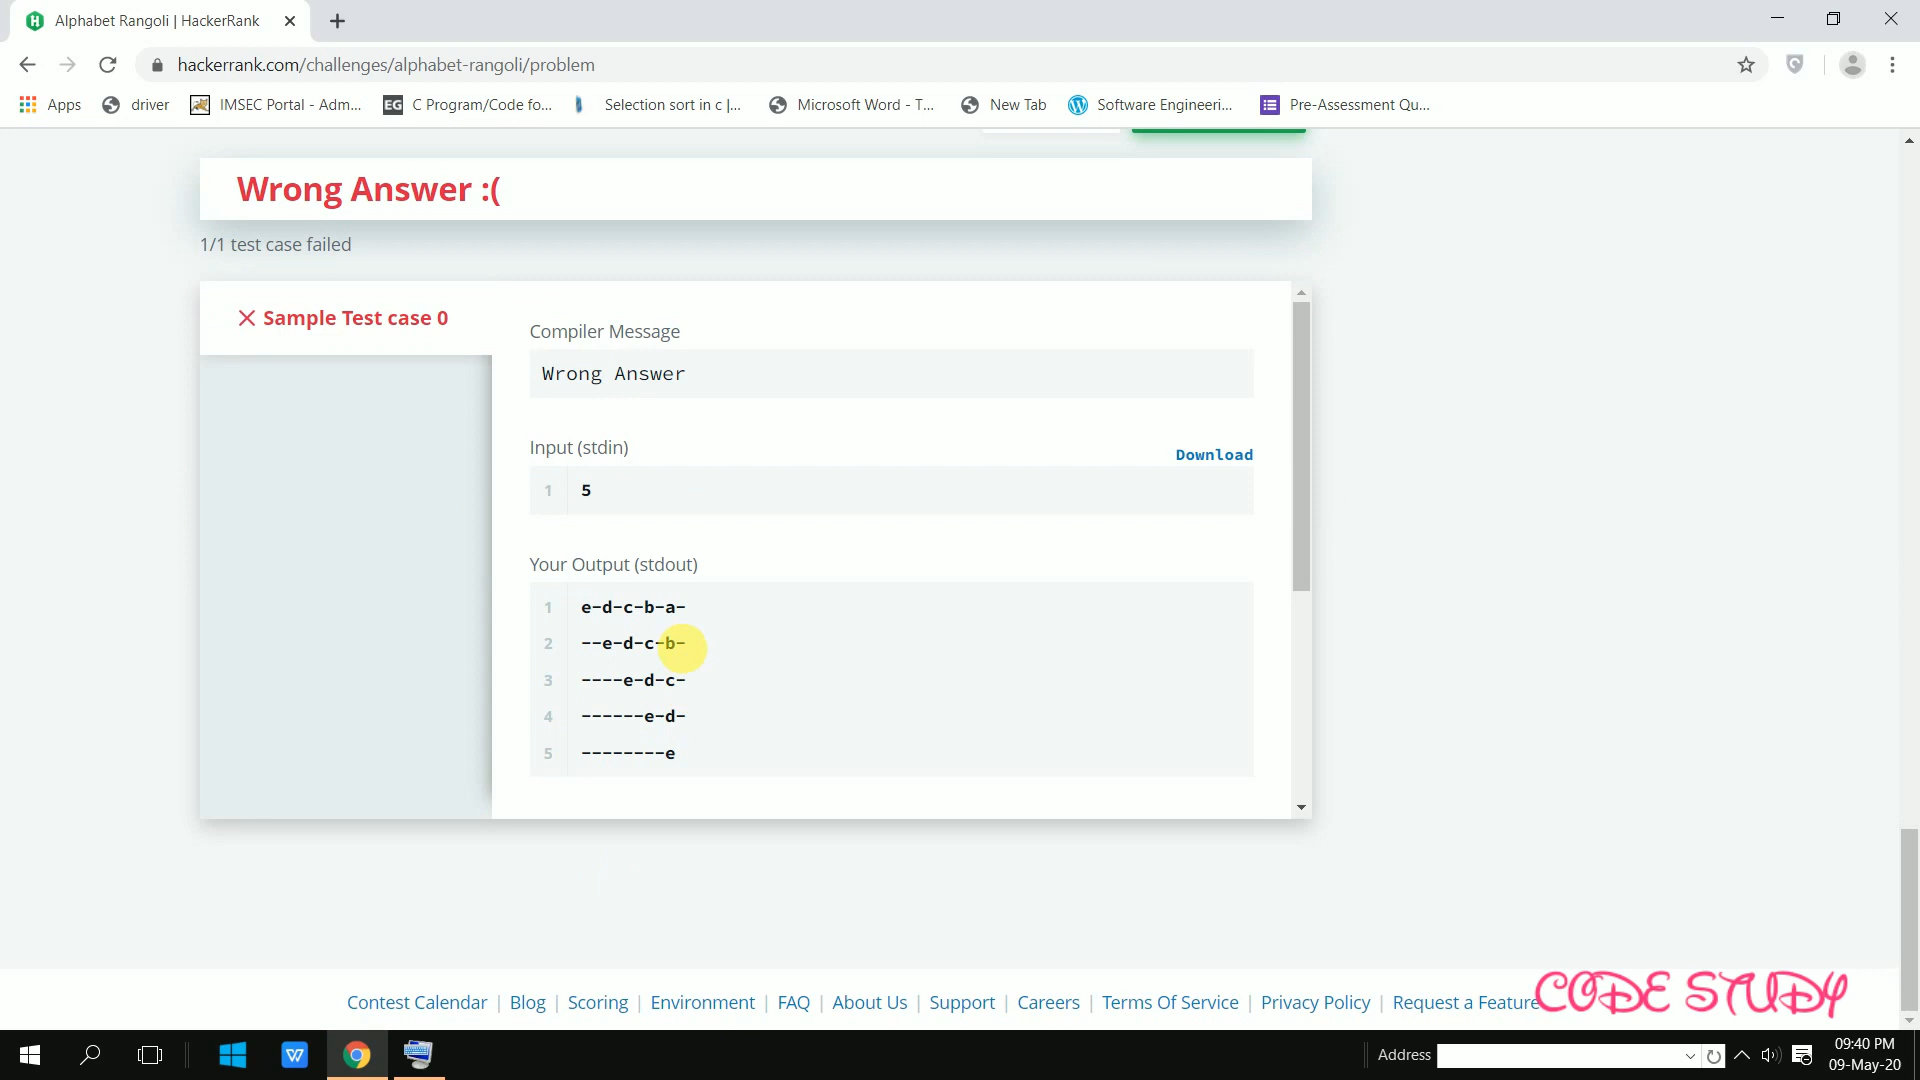 Alphabet Rangoli | HackerRank
hackerrank.com/challenges/alphabet-rangoli/problem
Apps driver IMSEC Portal - Adm... EG C Program/Code fo... Selection sort in c |... Microsoft Word - T... New Tab Software Engineeri... Pre-Assessment Qu...
Wrong Answer :(
1/1 test case failed
Sample Test case 0
Compiler Message
Wrong Answer
Input (stdin)
Download
1 5
Your Output (stdout)
1 e-d-c-b-a-
2 --e-d-c-b-
3 ----e-d-c-
4 ------e-d-
5 --------e
Contest Calendar | Blog | Scoring | Environment | FAQ | About Us | Support | Careers | Terms Of Service | Privacy Policy | Request a Feature
CODE STUDY
Address
09:40 PM
09-May-20